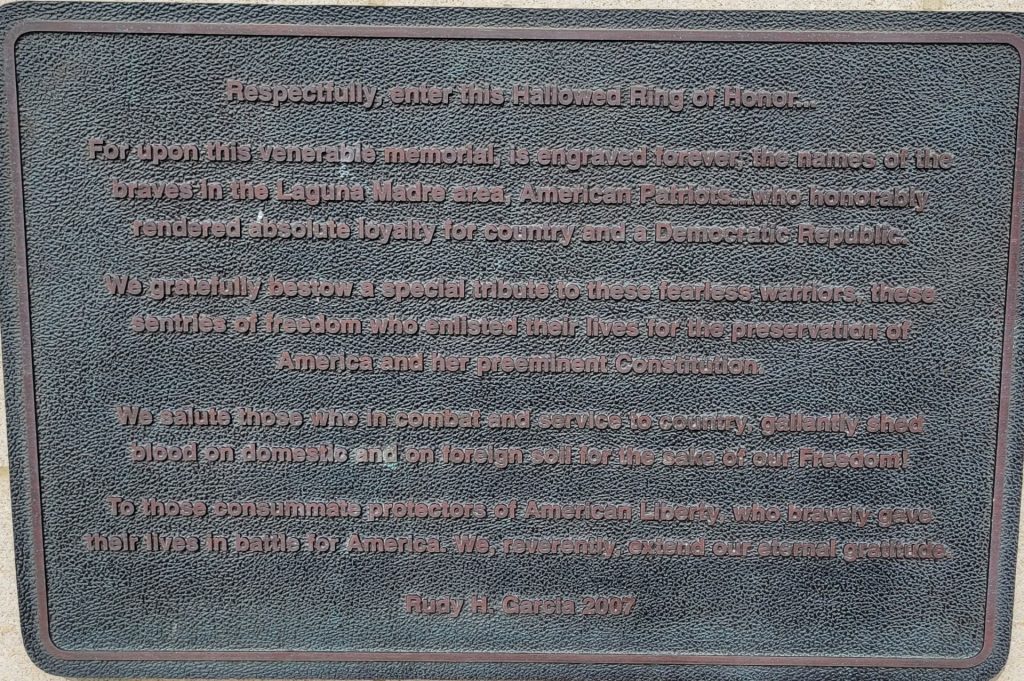 Respectfully, enter this Hallowed Ring of Honor...
For upon this venerable memorial, is engraved forever, the names of the
braves in the Laguna Madre area, American Patriots....who honorably
rendered absolute loyalty for country and a Democratic Republic.
We gratefully bestow a special tribute to these fearless warriors, these
sentries of freedom who enlisted their lives for the preservation of
America and her preeminent Constitution.
We salute those who in combat and service to country, gallantly shed
blood on domestic and on foreign soil for the sake of our Freedom!
To those consummate protectors of American Liberty, who bravely gave
their lives in battle for America. We, reverently, extend our eternal gratitude.
Rudy H. Garcia 2007